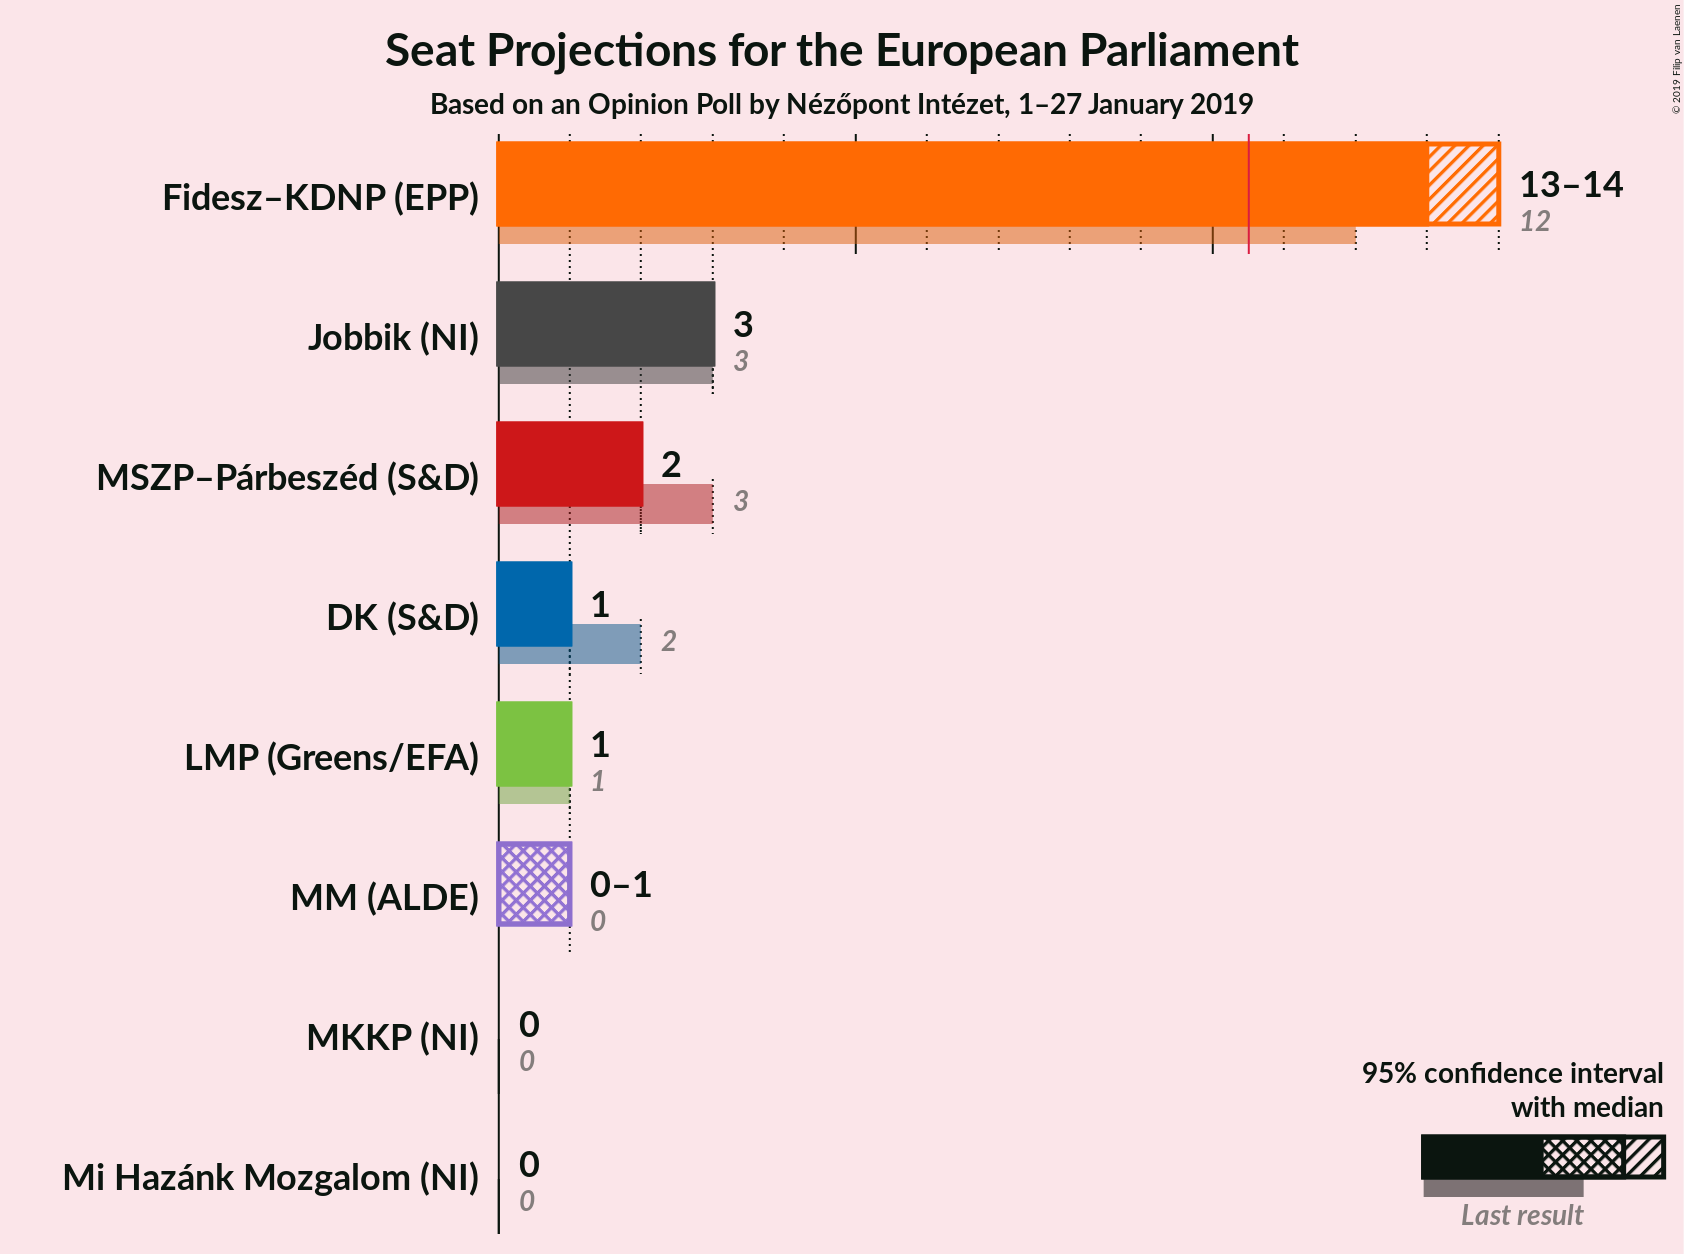 Seat Projections for the European Parliament
Based on an Opinion Poll by Nézőpont Intézet, 1–27 January 2019
© 2019 Filip van Laenen
Fidesz–KDNP (EPP)
13–14
12
Jobbik (NI)
3
3
MSZP–Párbeszéd (S&D)
2
3
DK (S&D)
1
2
LMP (Greens/EFA)
1
1
MM (ALDE)
0–1
0
MKKP (NI)
0
0
Mi Hazánk Mozgalom (NI)
0
0
95% confidence interval
with median
Last result